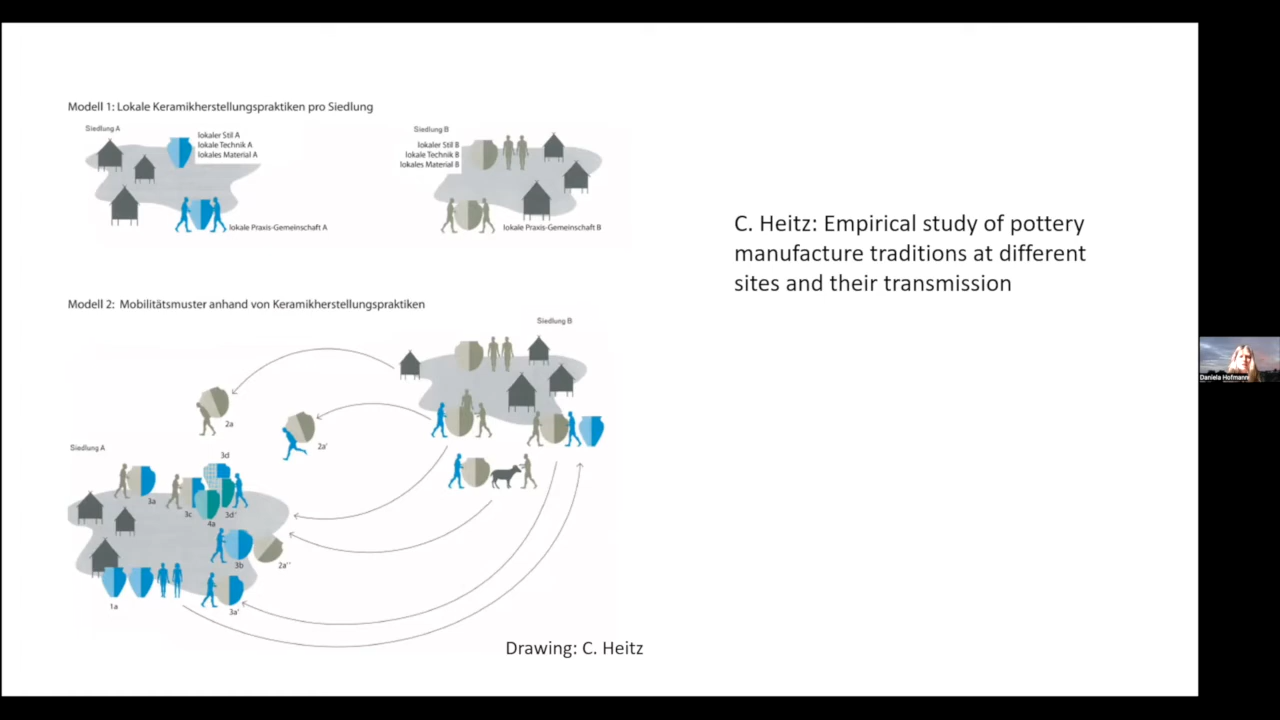 Modell 1: Lokale Keramikherstellungspraktiken pro Siedlung
Siedlung A
lokaler Stil A
lokale Technik A
lokales Material A
lokale Praxis-Gemeinschaft A
Siedlung B
lokaler Stil B
lokale Technik B
lokales Material B
lokale Praxis-Gemeinschaft B
C. Heitz: Empirical study of pottery
manufacture traditions at different
sites and their transmission
Modell 2: Mobilitätsmuster anhand von Keramikherstellungspraktiken
Siedlung B
2a
2a'
Siedlung A
3d
3a
3c
3d'
4a
3b
2a''
1a
3a'
Drawing: C. Heitz
Daniela Hofmann